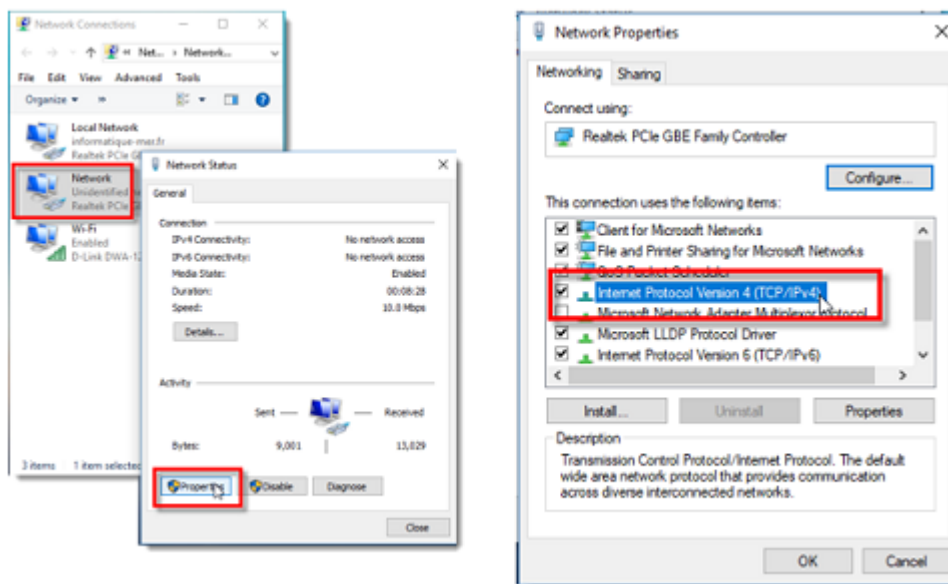 Network Connections
« Net... › Network...
File Edit View Advanced Tools
Organize »
Local Network
informatique-mer.fr
Realtek PCIe GB
Network
Unidentified
Realtek PCIe
Wi-Fi
Enabled
D-Link DWA-12
3 items 1 item selected
Network Status
General
Connection
IPv4 Connectivity: No network access
IPv6 Connectivity: No network access
Media State: Enabled
Duration: 00:08:28
Speed: 10.0 Mbps
Details...
Activity
Sent — — Received
Bytes: 9,001 | 13,029
Properties Disable Diagnose
Close
Network Properties
Networking Sharing
Connect using:
Realtek PCIe GBE Family Controller
Configure...
This connection uses the following items:
Client for Microsoft Networks
File and Printer Sharing for Microsoft Networks
QoS Packet Scheduler
Internet Protocol Version 4 (TCP/IPv4)
Microsoft Network Adapter Multiplexor Protocol
Microsoft LLDP Protocol Driver
Internet Protocol Version 6 (TCP/IPv6)
Install... Uninstall Properties
Description
Transmission Control Protocol/Internet Protocol. The default
wide area network protocol that provides communication
across diverse interconnected networks.
OK Cancel